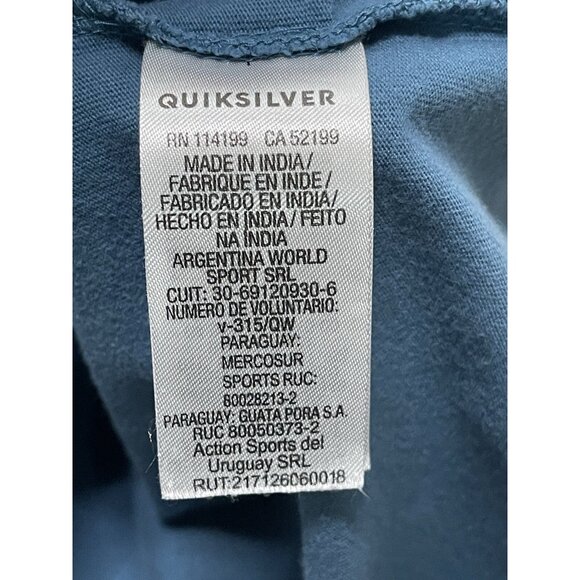 QUIKSILVER
RN 114199 CA 52199
MADE IN INDIA/
FABRIQUE EN INDE/
FABRICADO EN INDIA/
HECHO EN INDIA/FEITO
NA ÍNDIA
ARGENTINA WORLD
SPORT SRL
CUIT: 30-69120930-6
NUMERO DE VOLUNTARIO:
v-315/QW
PARAGUAY:
MERCOSUR
SPORTS RUC:
80028213-2
PARAGUAY: GUATA PORA S.A.
RUC 80050373-2
Action Sports del
Uruguay SRL
RUT:217126060018